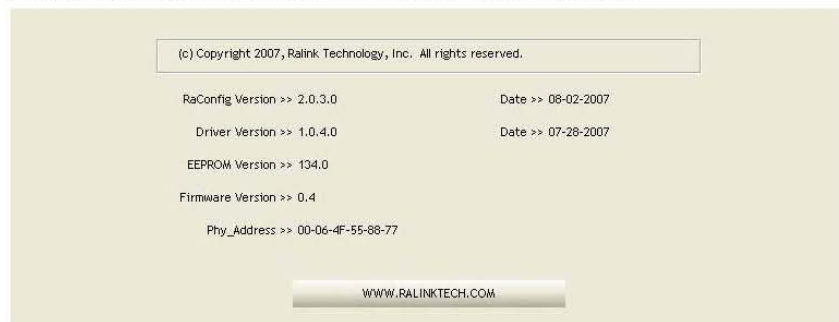 (c) Copyright 2007, Ralink Technology, Inc. All rights reserved.
RaConfig Version >> 2.0.3.0 Date >> 08-02-2007
Driver Version >> 1.0.4.0 Date >> 07-28-2007
EEPROM Version >> 134.0
Firmware Version >> 0.4
Phy_Address >> 00-06-4F-55-88-77
WWW.RALINKTECH.COM